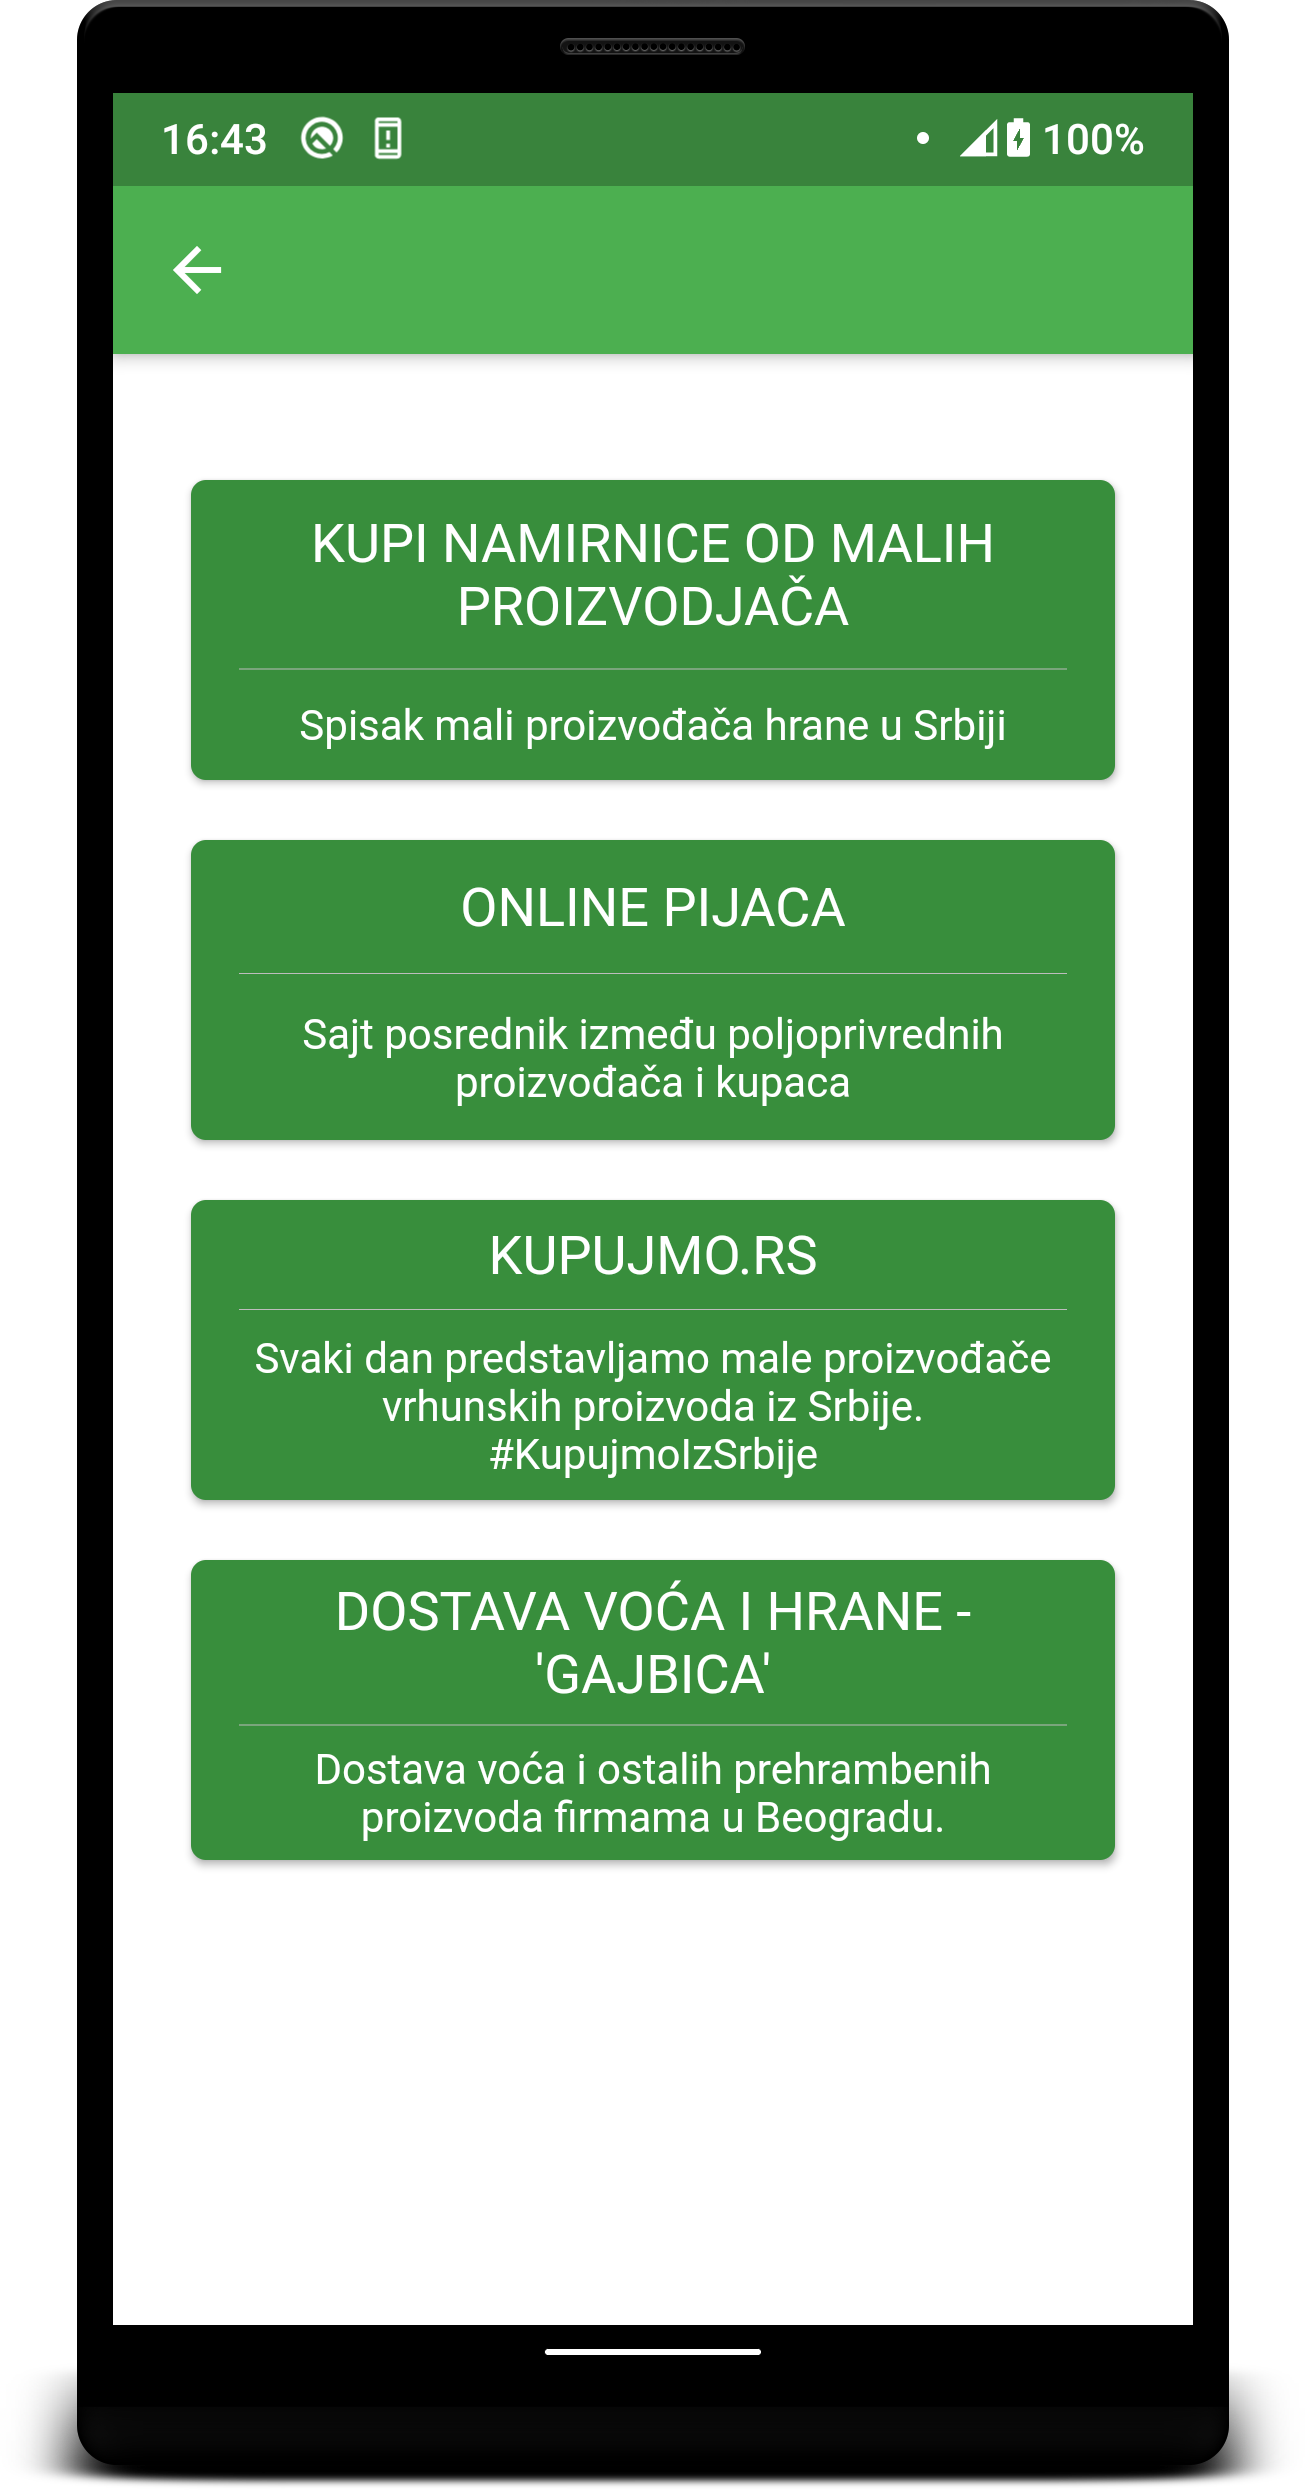 16:43
100%
KUPI NAMIRNICE OD MALIH
PROIZVODJAČA
Spisak mali proizvođača hrane u Srbiji
ONLINE PIJACA
Sajt posrednik između poljoprivrednih
proizvođača i kupaca
KUPUJMO.RS
Svaki dan predstavljamo male proizvođače
vrhunskih proizvoda iz Srbije.
#KupujmoIzSrbije
DOSTAVA VOĆA I HRANE -
'GAJBICA'
Dostava voća i ostalih prehrambenih
proizvoda firmama u Beogradu.